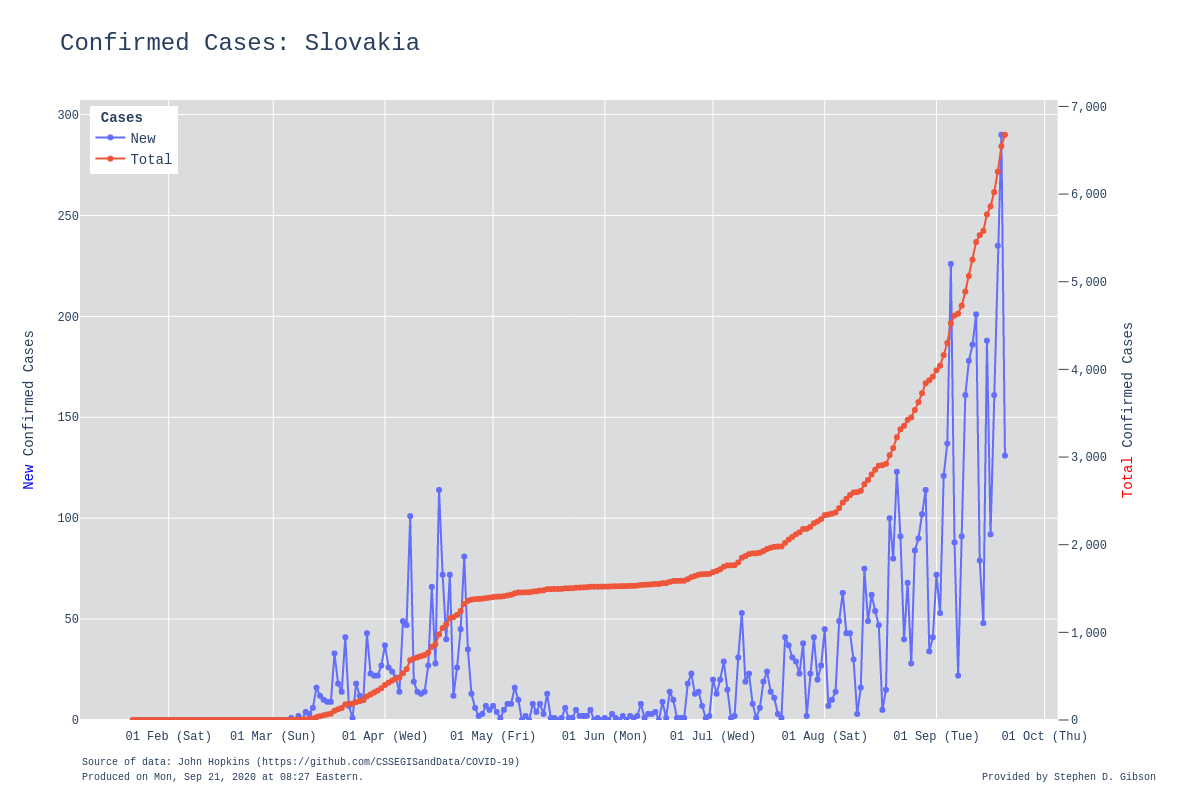 Confirmed Cases: Slovakia
Cases
New
Total
300
250
200
150
100
50
0
7,000
6,000
5,000
4,000
3,000
2,000
1,000
0
New Confirmed Cases
Total Confirmed Cases
01 Feb (Sat) 01 Mar (Sun) 01 Apr (Wed) 01 May (Fri) 01 Jun (Mon) 01 Jul (Wed) 01 Aug (Sat) 01 Sep (Tue) 01 Oct (Thu)
Source of data: John Hopkins (https://github.com/CSSEGISandData/COVID-19)
Produced on Mon, Sep 21, 2020 at 08:27 Eastern.
Provided by Stephen D. Gibson